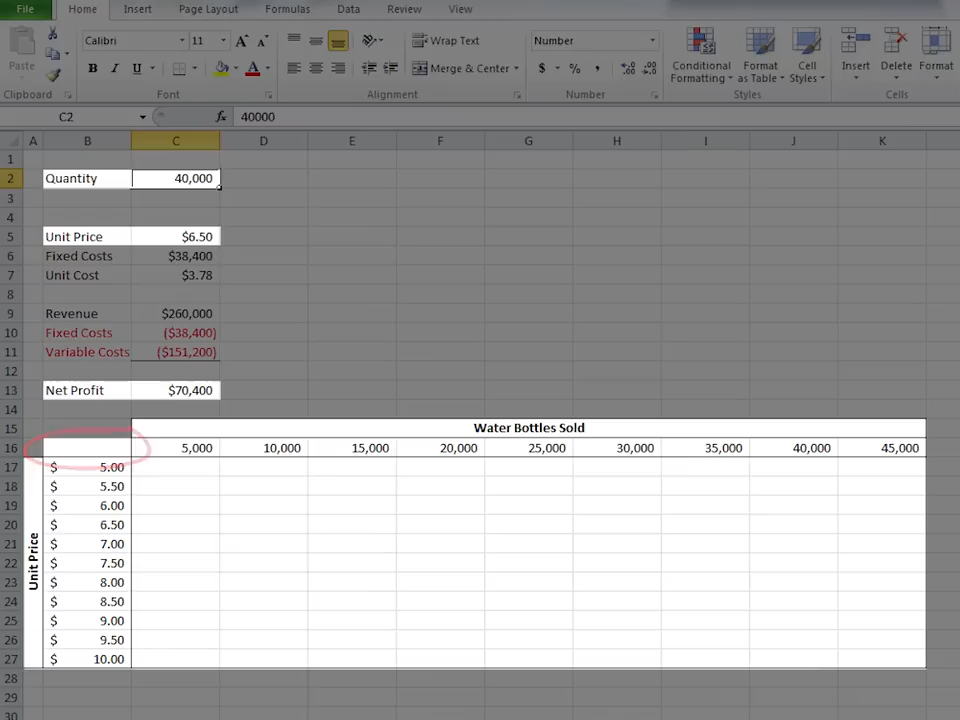 File Home Insert Page Layout Formulas Data Review View
Calibri 11 A A Wrap Text Number
Paste B I U A Merge & Center $ % , .00 Conditional Formatting Format as Table Cell Styles Insert Delete Format
Clipboard Font Alignment Number Styles Cells
C2 fx 40000
A B C D E F G H I J K
1
2 Quantity 40,000
3
4
5 Unit Price $6.50
6 Fixed Costs $38,400
7 Unit Cost $3.78
8
9 Revenue $260,000
10 Fixed Costs ($38,400)
11 Variable Costs ($151,200)
12
13 Net Profit $70,400
14
15 Water Bottles Sold
16 5,000 10,000 15,000 20,000 25,000 30,000 35,000 40,000 45,000
Unit Price
17 $ 5.00
18 $ 5.50
19 $ 6.00
20 $ 6.50
21 $ 7.00
22 $ 7.50
23 $ 8.00
24 $ 8.50
25 $ 9.00
26 $ 9.50
27 $ 10.00
28
29
30